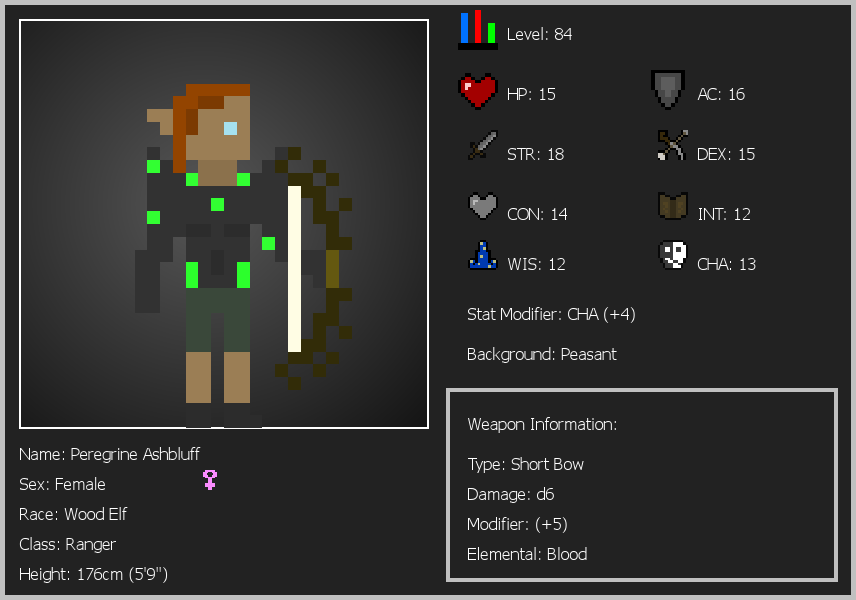 Level: 84
HP: 15
AC: 16
STR: 18
DEX: 15
CON: 14
INT: 12
WIS: 12
CHA: 13
Stat Modifier: CHA (+4)
Background: Peasant
Weapon Information:
Type: Short Bow
Damage: d6
Modifier: (+5)
Elemental: Blood
Name: Peregrine Ashbluff
Sex: Female
Race: Wood Elf
Class: Ranger
Height: 176cm (5'9")